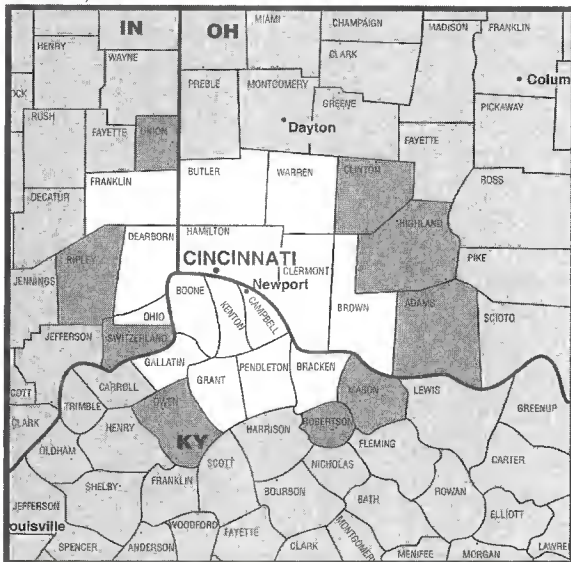 IN
OH
MIAMI
CHAMPAIGN
MADISON
FRANKLIN
HENRY
WAYNE
CLARK
Colum
OCK
PREBLE
MONTGOMERY
GREENE
PICKAWAY
RUSH
Dayton
FAYETTE
UNION
FAYETTE
ROSS
FRANKLIN
BUTLER
WARREN
CLINTON
DECATUR
HIGHLAND
DEARBORN
HAMILTON
PIKE
RIPLEY
CINCINNATI
CLERMONT
JENNINGS
BOONE
Newport
ADAMS
KENTON
CAMPBELL
BROWN
SCIOTO
OHIO
JEFFERSON
SWITZERLAND
GALLATIN
PENDLETON
BRACKEN
COTT
CARROLL
GRANT
MASON
LEWIS
OWEN
GREENUP
TRIMBLE
CLARK
HENRY
KY
HARRISON
ROBERTSON
FLEMING
OLDHAM
SCOTT
NICHOLAS
CARTER
SHELBY
FRANKLIN
BOURSON
BATH
ROWAN
JEFFERSON
ELLIOTT
ouisville
WOODFORD
FAYETTE
MONTGOMERY
SPENCER
ANDERSON
CLARK
MENIFEE
MORGAN
LAWRE